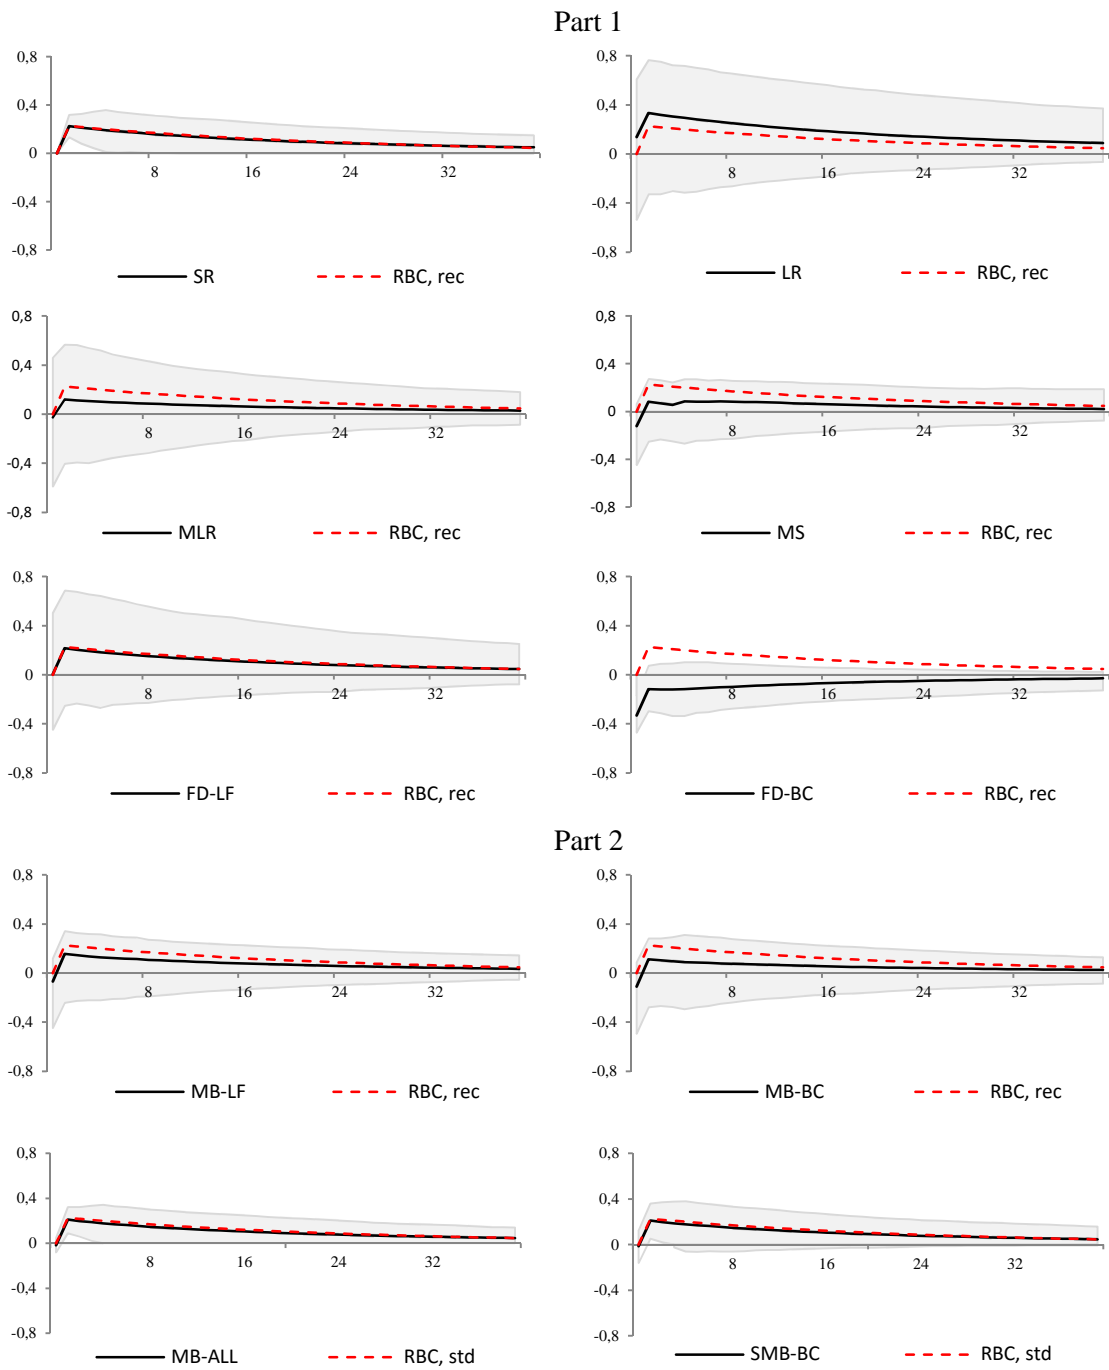 Part 1
0,8
0,4
0
-0,4
-0,8
8 16 24 32
SR RBC, rec
0,8
0,4
0
-0,4
-0,8
8 16 24 32
LR RBC, rec
0,8
0,4
0
-0,4
-0,8
8 16 24 32
MLR RBC, rec
0,8
0,4
0
-0,4
-0,8
8 16 24 32
MS RBC, rec
0,8
0,4
0
-0,4
-0,8
8 16 24 32
FD-LF RBC, rec
0,8
0,4
0
-0,4
-0,8
8 16 24 32
FD-BC RBC, rec
Part 2
0,8
0,4
0
-0,4
-0,8
8 16 24 32
MB-LF RBC, rec
0,8
0,4
0
-0,4
-0,8
8 16 24 32
MB-BC RBC, rec
0,8
0,4
0
-0,4
-0,8
8 16 24 32
MB-ALL RBC, std
0,8
0,4
0
-0,4
-0,8
8 16 24 32
SMB-BC RBC, std